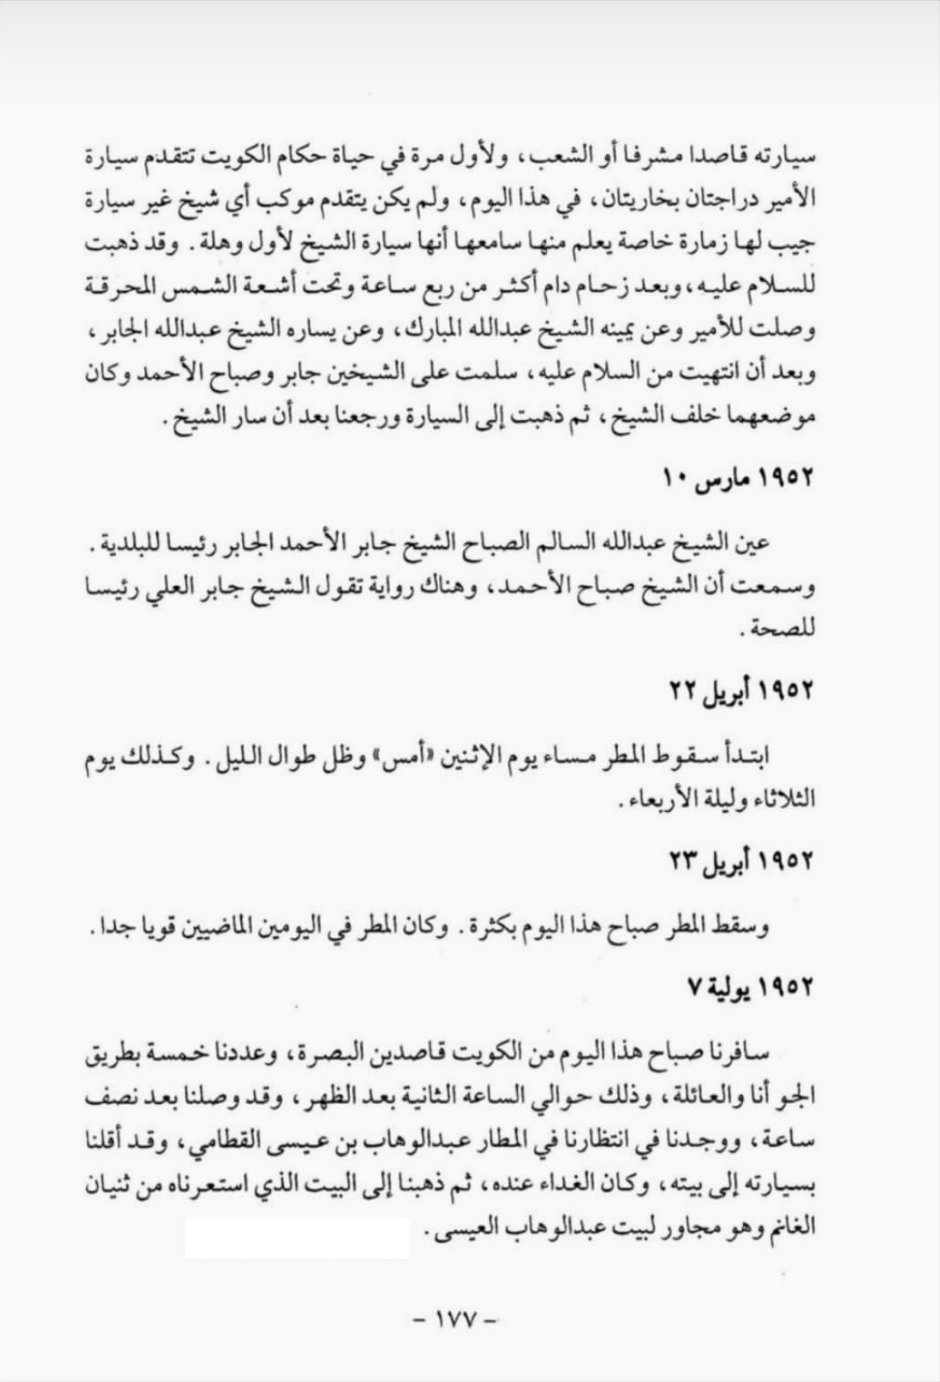 سيارته قاصدا مشرفا أو الشعب، ولأول مرة في حياة حكام الكويت تتقدم سيارة
الأمير دراجتان بخاريتان، في هذا اليوم، ولم يكن يتقدم موكب أي شيخ غير سيارة
جيب لها زمارة خاصة يعلم منها سامعها أنها سيارة الشيخ لأول وهلة. وقد ذهبت
للسلام عليه، وبعد زحام دام أكثر من ربع ساعة وتحت أشعة الشمس المحرقة
وصلت للأمير وعن يمينه الشيخ عبدالله المبارك، وعن يساره الشيخ عبدالله الجابر،
وبعد أن انتهيت من السلام عليه، سلمت على الشيخين جابر وصباح الأحمد وكان
موضعهما خلف الشيخ، ثم ذهبت إلى السيارة ورجعنا بعد أن سار الشيخ.
١٩٥٢ مارس ١٠
عين الشيخ عبدالله السالم الصباح الشيخ جابر الأحمد الجابر رئيسا للبلدية.
وسمعت أن الشيخ صباح الأحمد، وهناك رواية تقول الشيخ جابر العلي رئيسا
للصحة.
١٩٥٢ أبريل ٢٢
ابتدأ سقوط المطر مساء يوم الإثنين «أمس» وظل طوال الليل. وكذلك يوم
الثلاثاء وليلة الأربعاء.
١٩٥٢ أبريل ٢٣
وسقط المطر صباح هذا اليوم بكثرة. وكان المطر في اليومين الماضيين قويا جدا.
١٩٥٢ يولية ٧
سافرنا صباح هذا اليوم من الكويت قاصدين البصرة، وعددنا خمسة بطريق
الجو أنا والعائلة، وذلك حوالي الساعة الثانية بعد الظهر، وقد وصلنا بعد نصف
ساعة، ووجدنا في انتظارنا في المطار عبدالوهاب بن عيسى القطامي، وقد أقلنا
بسيارته إلى بيته، وكان الغداء عنده، ثم ذهبنا إلى البيت الذي استعرناه من ثنيان
الغانم وهو مجاور لبيت عبدالوهاب العيسى.
- ١٧٧ -